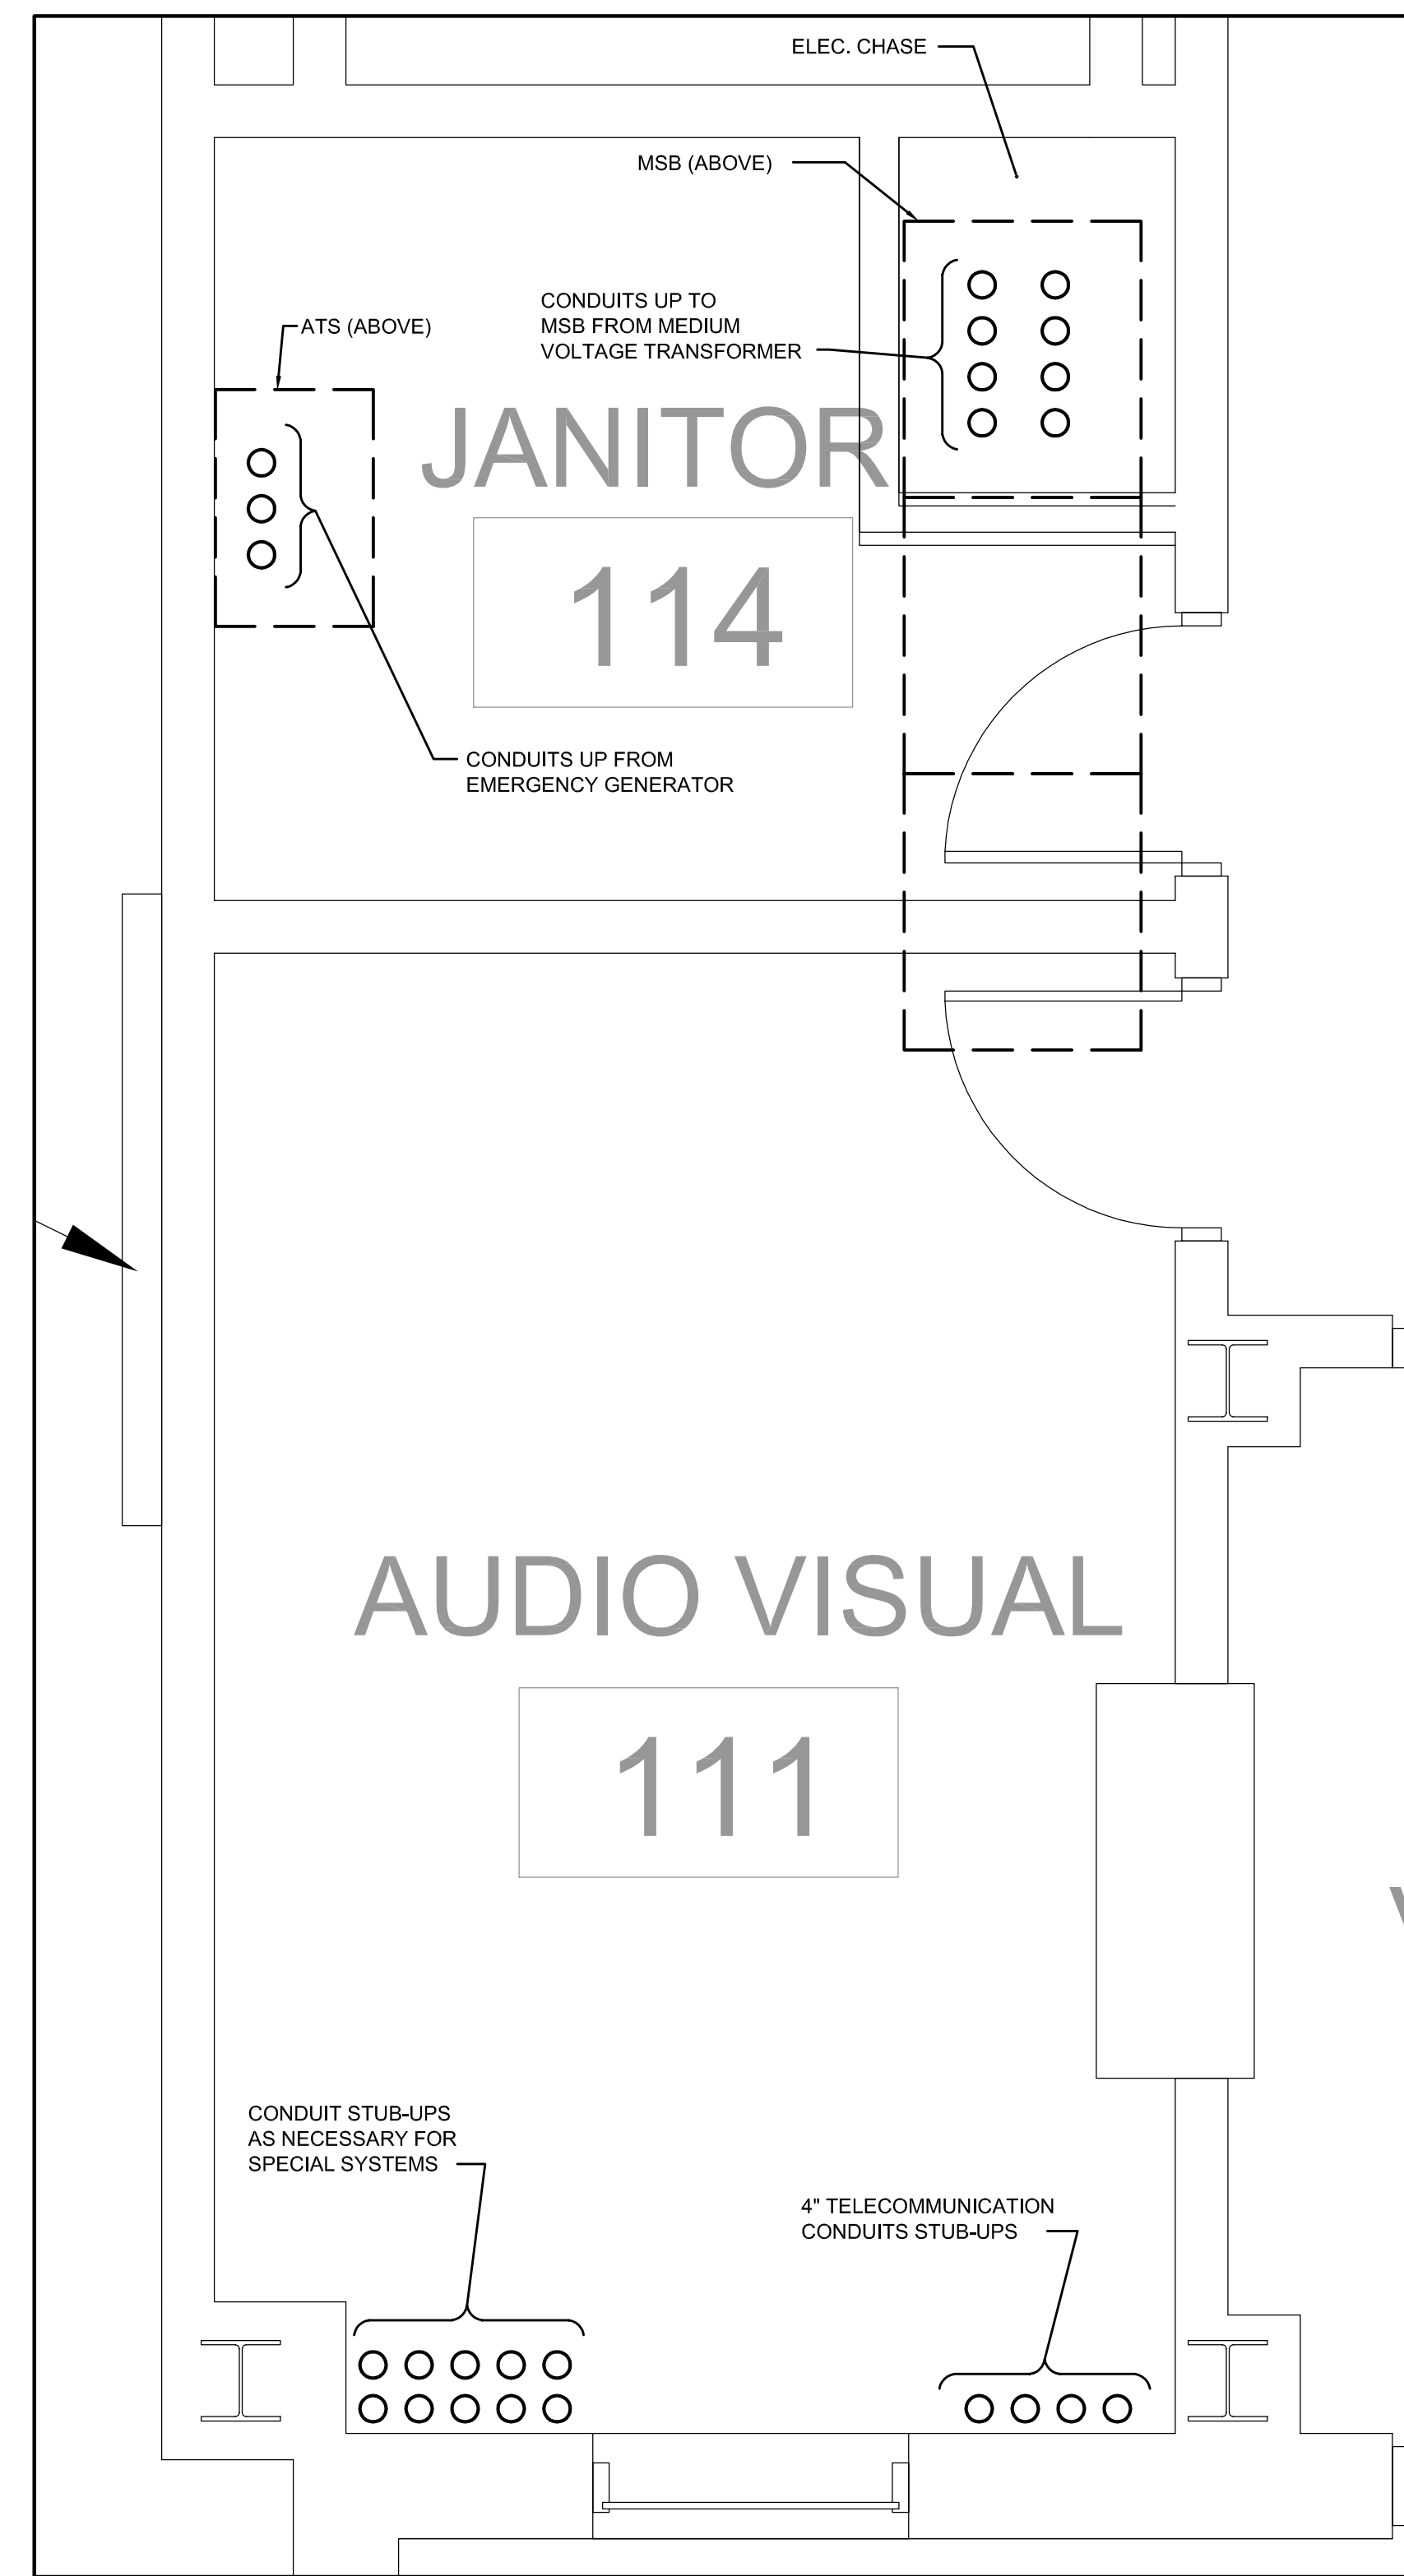 ELEC. CHASE
MSB (ABOVE)
CONDUITS UP TO
MSB FROM MEDIUM
VOLTAGE TRANSFORMER
ATS (ABOVE)
JANITOR
114
CONDUITS UP FROM
EMERGENCY GENERATOR
AUDIO VISUAL
111
CONDUIT STUB-UPS
AS NECESSARY FOR
SPECIAL SYSTEMS
4" TELECOMMUNICATION
CONDUITS STUB-UPS